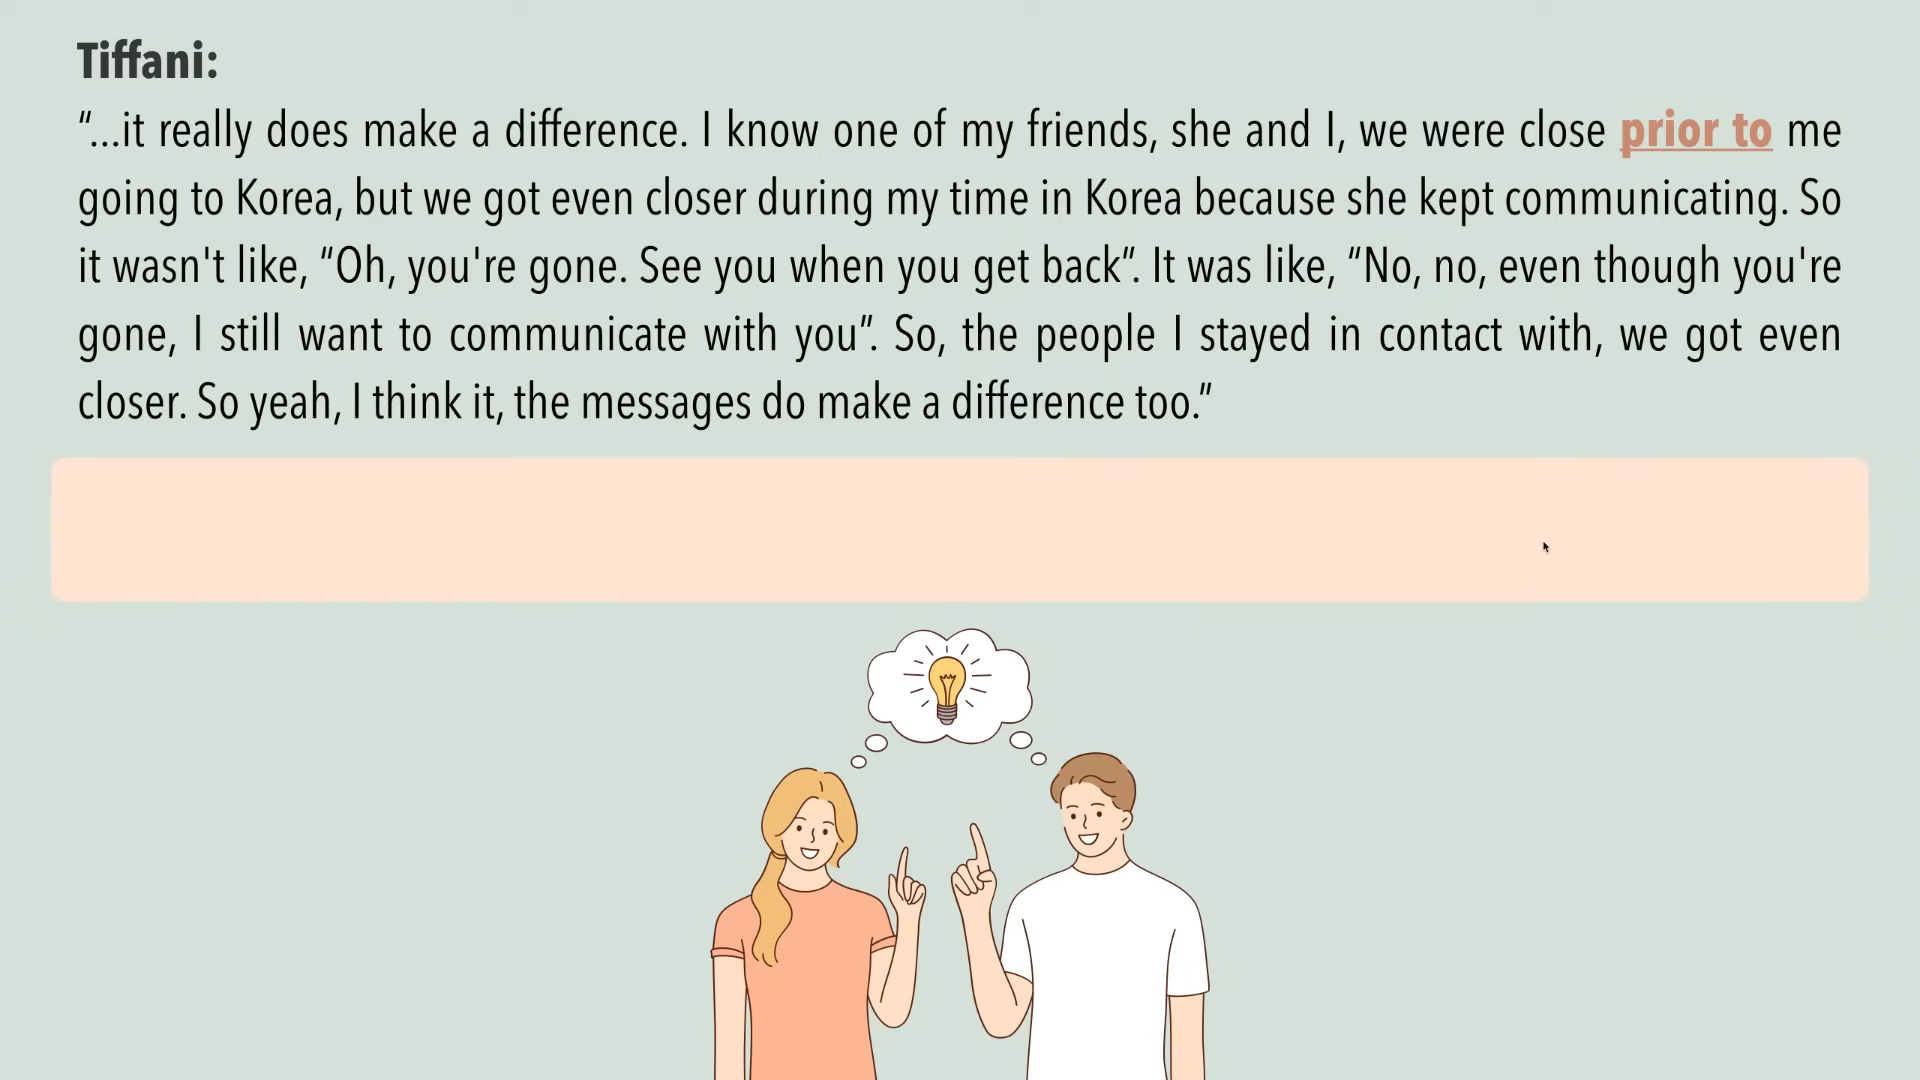 Tiffani:
“...it really does make a difference. I know one of my friends, she and I, we were close prior to me
going to Korea, but we got even closer during my time in Korea because she kept communicating. So
it wasn't like, “Oh, you're gone. See you when you get back”. It was like, “No, no, even though you're
gone, I still want to communicate with you”. So, the people I stayed in contact with, we got even
closer. So yeah, I think it, the messages do make a difference too.”